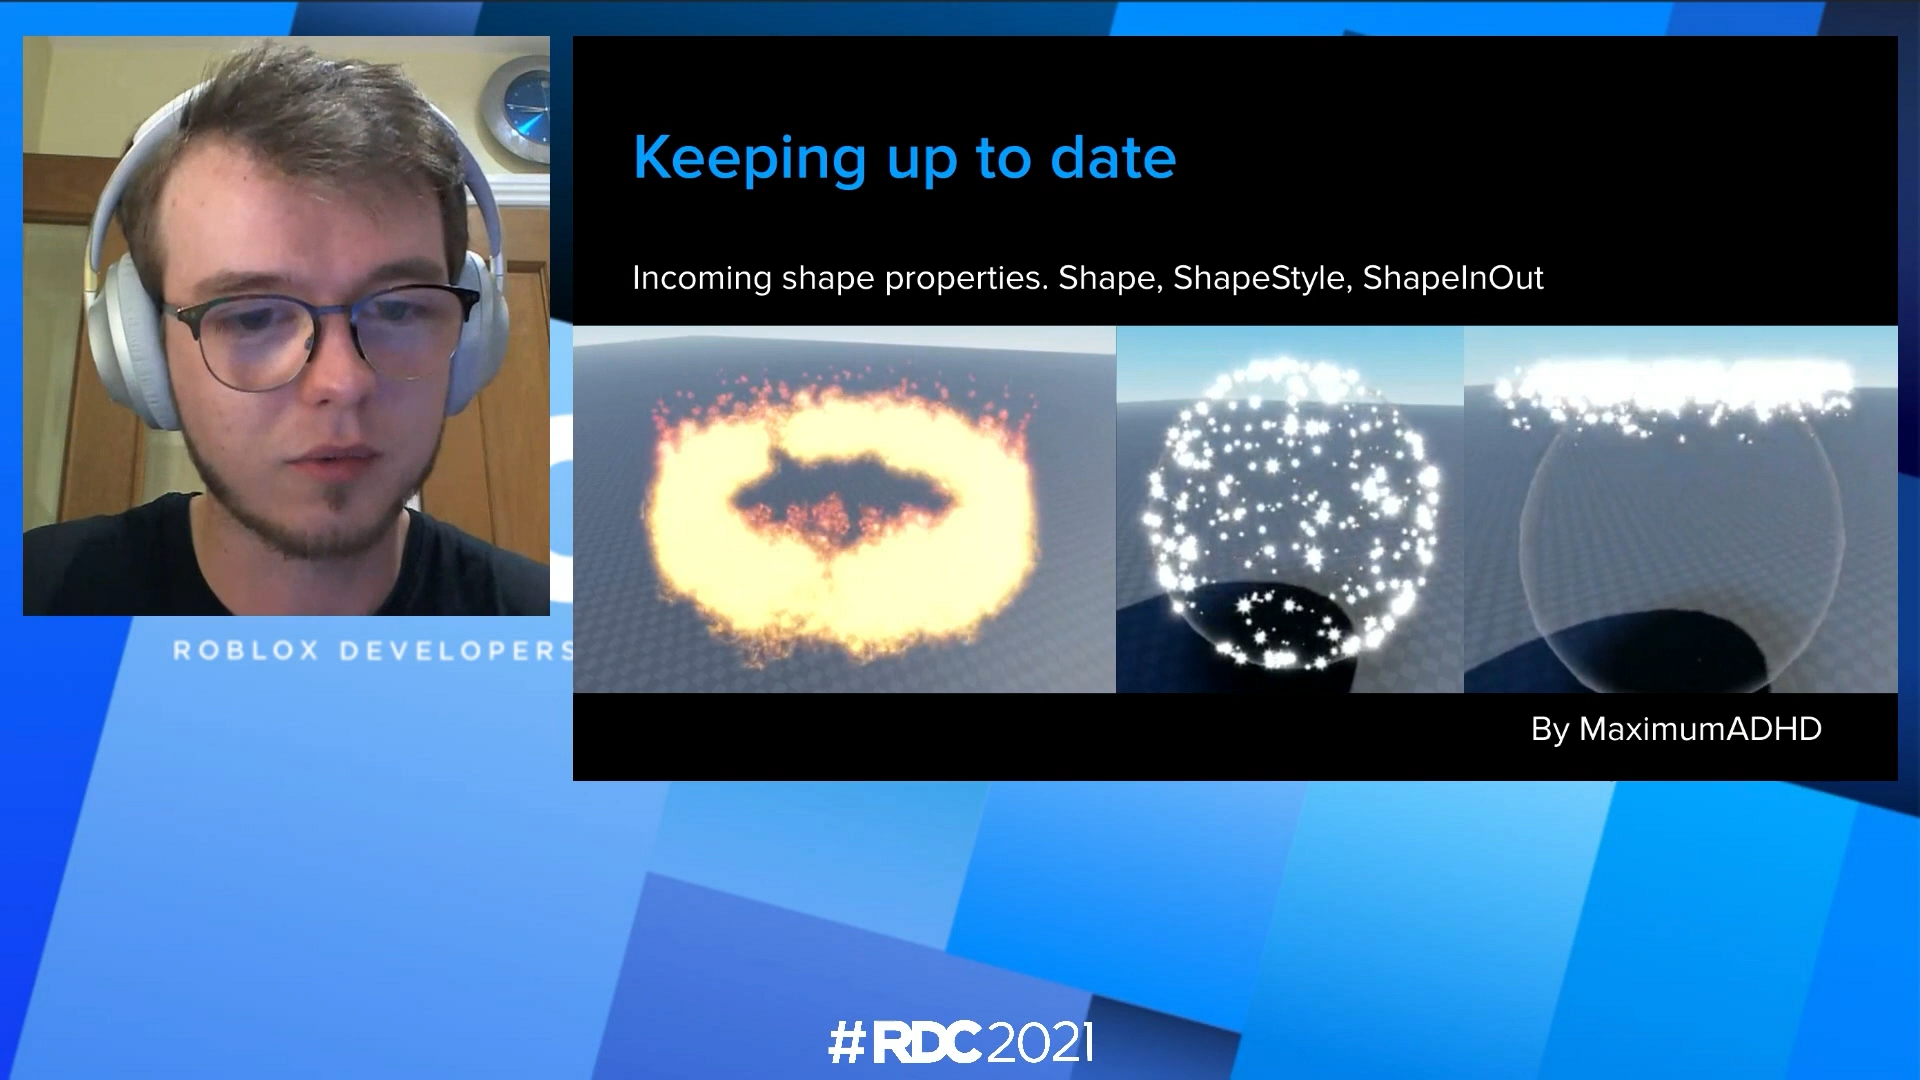 Keeping up to date
Incoming shape properties. Shape, ShapeStyle, ShapeInOut
By MaximumADHD
ROBLOX DEVELOPERS
#RDC2021